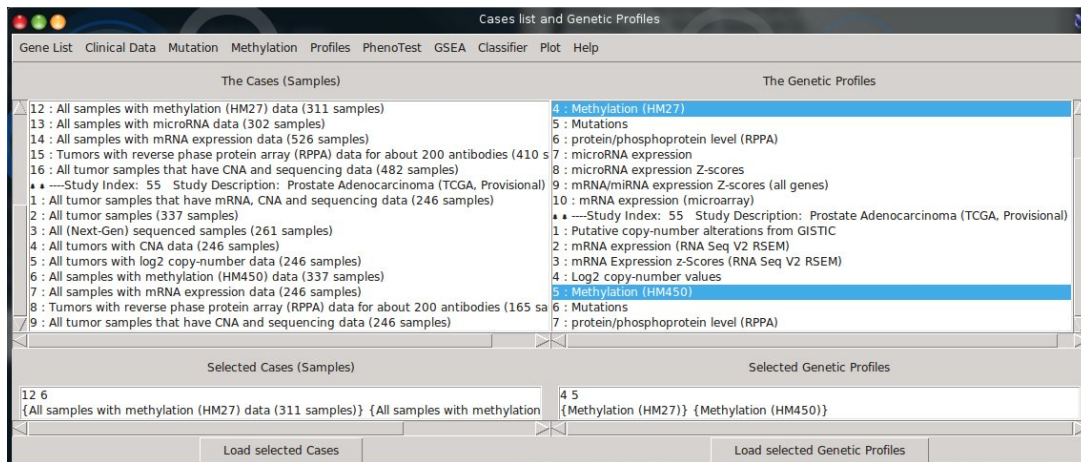 Cases list and Genetic Profiles
Gene List Clinical Data Mutation Methylation Profiles PhenoTest GSEA Classifier Plot Help
The Cases (Samples)
12 : All samples with methylation (HM27) data (311 samples)
13 : All samples with microRNA data (302 samples)
14 : All samples with mRNA expression data (526 samples)
15 : Tumors with reverse phase protein array (RPPA) data for about 200 antibodies (410 s
16 : All tumor samples that have CNA and sequencing data (482 samples)
----Study Index: 55 Study Description: Prostate Adenocarcinoma (TCGA, Provisional)
1 : All tumor samples that have mRNA, CNA and sequencing data (246 samples)
2 : All tumor samples (337 samples)
3 : All (Next-Gen) sequenced samples (261 samples)
4 : All tumors with CNA data (246 samples)
5 : All tumors with log2 copy-number data (246 samples)
6 : All samples with methylation (HM450) data (337 samples)
7 : All samples with mRNA expression data (246 samples)
8 : Tumors with reverse phase protein array (RPPA) data for about 200 antibodies (165 sa
9 : All tumor samples that have CNA and sequencing data (246 samples)
The Genetic Profiles
4 : Methylation (HM27)
5 : Mutations
6 : protein/phosphoprotein level (RPPA)
7 : microRNA expression
8 : microRNA expression Z-scores
9 : mRNA/miRNA expression Z-scores (all genes)
10 : mRNA expression (microarray)
----Study Index: 55 Study Description: Prostate Adenocarcinoma (TCGA, Provisional)
1 : Putative copy-number alterations from GISTIC
2 : mRNA expression (RNA Seq V2 RSEM)
3 : mRNA Expression z-Scores (RNA Seq V2 RSEM)
4 : Log2 copy-number values
5 : Methylation (HM450)
6 : Mutations
7 : protein/phosphoprotein level (RPPA)
Selected Cases (Samples)
12 6
{All samples with methylation (HM27) data (311 samples)} {All samples with methylation
Load selected Cases
Selected Genetic Profiles
4 5
{Methylation (HM27)} {Methylation (HM450)}
Load selected Genetic Profiles